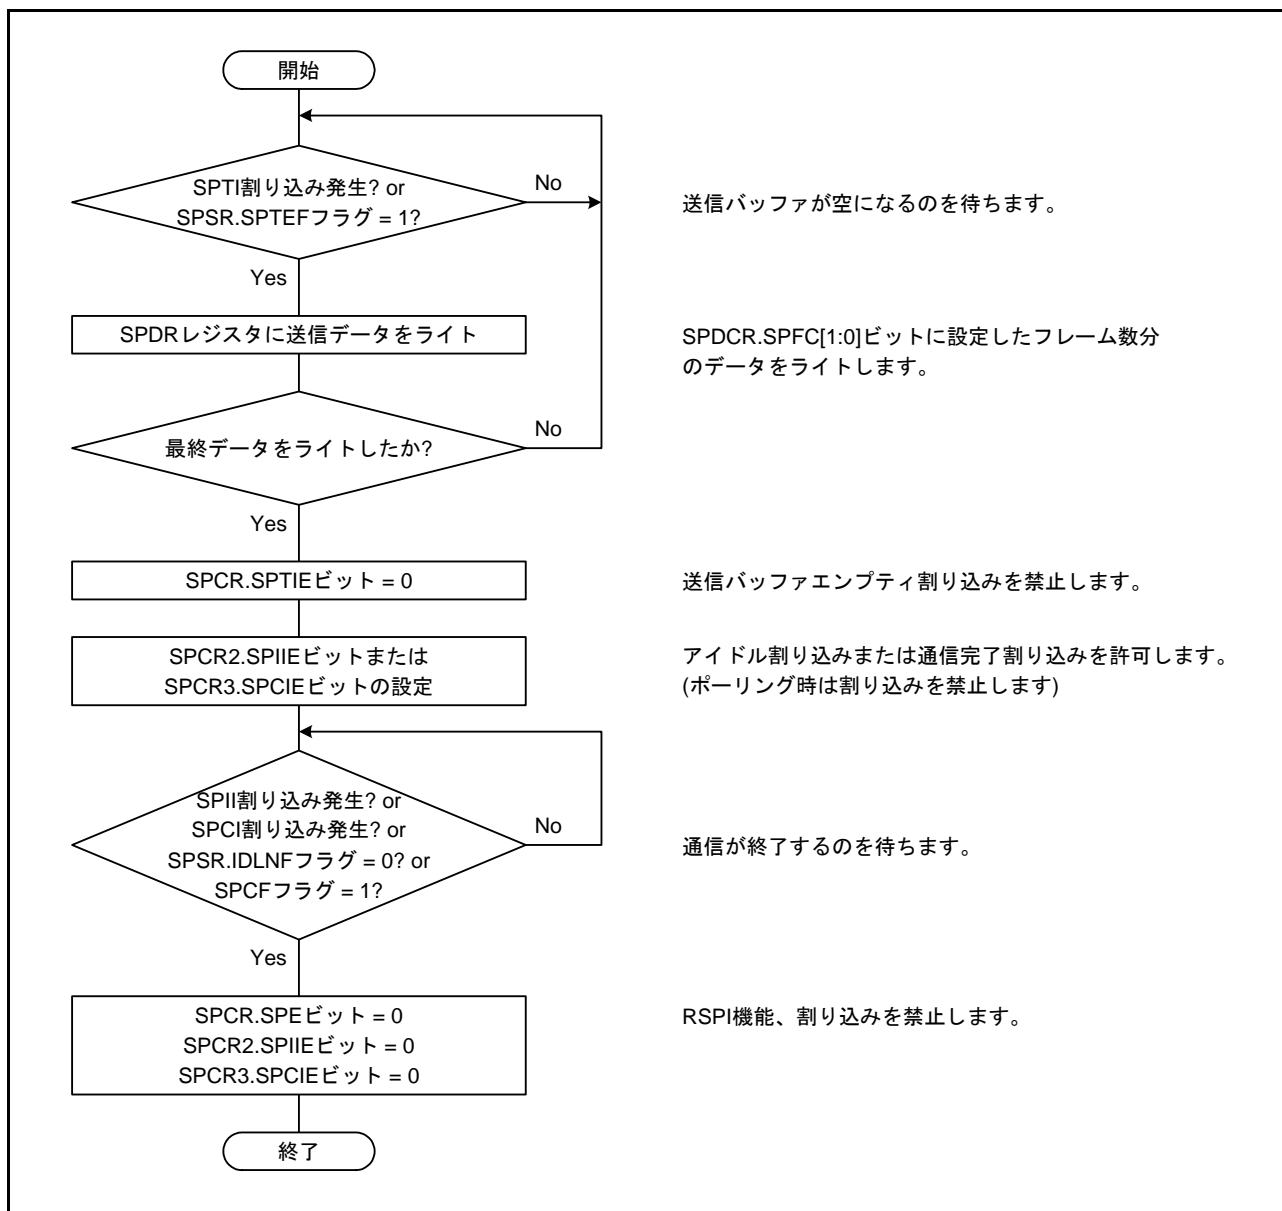 開始
SPTI割り込み発生? or
SPSR.SPTEFフラグ = 1?
No
送信バッファが空になるのを待ちます。
Yes
SPDRレジスタに送信データをライト
SPDCR.SPFC[1:0]ビットに設定したフレーム数分
のデータをライトします。
最終データをライトしたか?
No
Yes
SPCR.SPTIEビット = 0
送信バッファエンプティ割り込みを禁止します。
SPCR2.SPIIEビットまたは
SPCR3.SPCIEビットの設定
アイドル割り込みまたは通信完了割り込みを許可します。
(ポーリング時は割り込みを禁止します)
SPII割り込み発生? or
SPCI割り込み発生? or
SPSR.IDLNFフラグ = 0? or
SPCFフラグ = 1?
No
通信が終了するのを待ちます。
Yes
SPCR.SPEビット = 0
SPCR2.SPIIEビット = 0
SPCR3.SPCIEビット = 0
RSPI機能、割り込みを禁止します。
終了